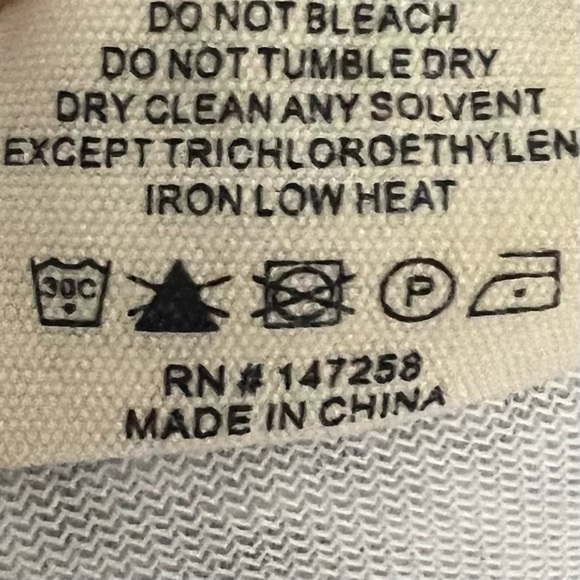 DO NOT BLEACH
DO NOT TUMBLE DRY
DRY CLEAN ANY SOLVENT
EXCEPT TRICHLOROETHYLEN
IRON LOW HEAT
30C P
RN # 147258
MADE IN CHINA